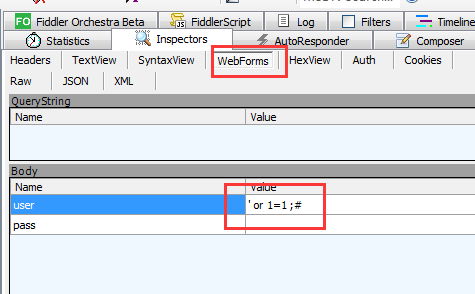 FO Fiddler Orchestra Beta JS FiddlerScript Log Filters Timeline
Statistics Inspectors AutoResponder Composer
Headers TextView SyntaxView WebForms HexView Auth Cookies
Raw JSON XML
QueryString
Name Value
Body
Name Value
user ' or 1=1;#
pass